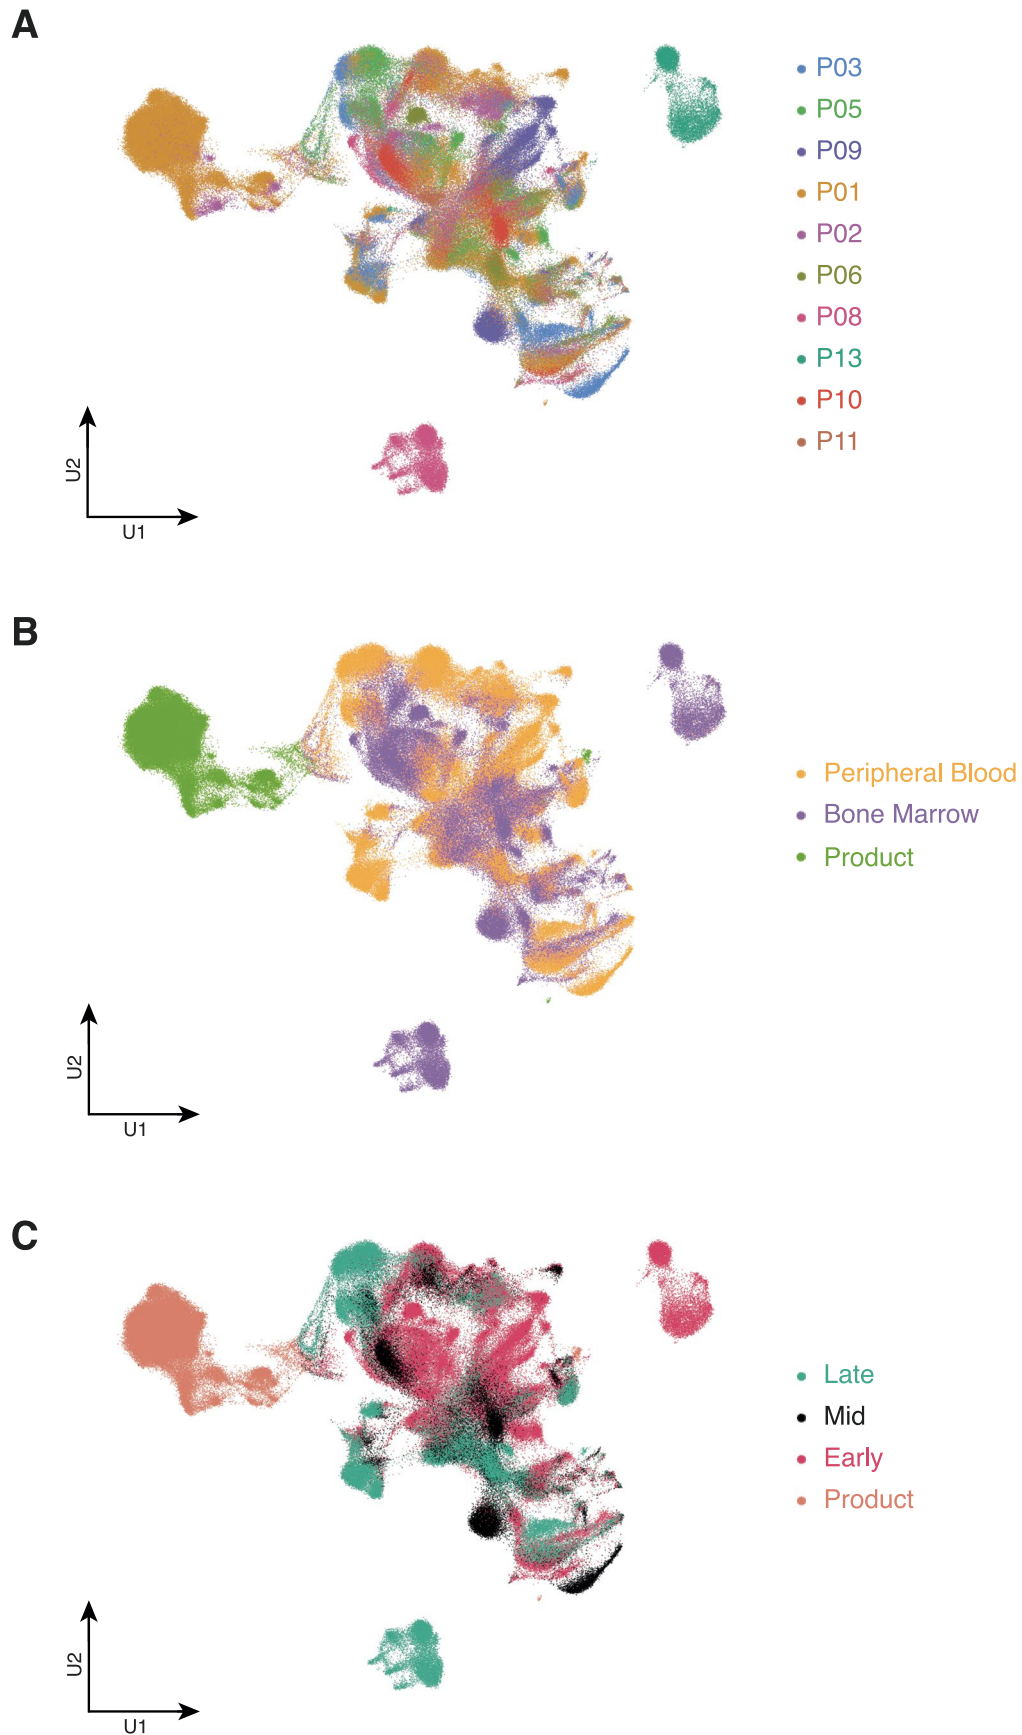 A
P03
P05
P09
P01
P02
P06
P08
P13
P10
P11
U2
U1
B
Peripheral Blood
Bone Marrow
Product
U2
U1
C
Late
Mid
Early
Product
U2
U1